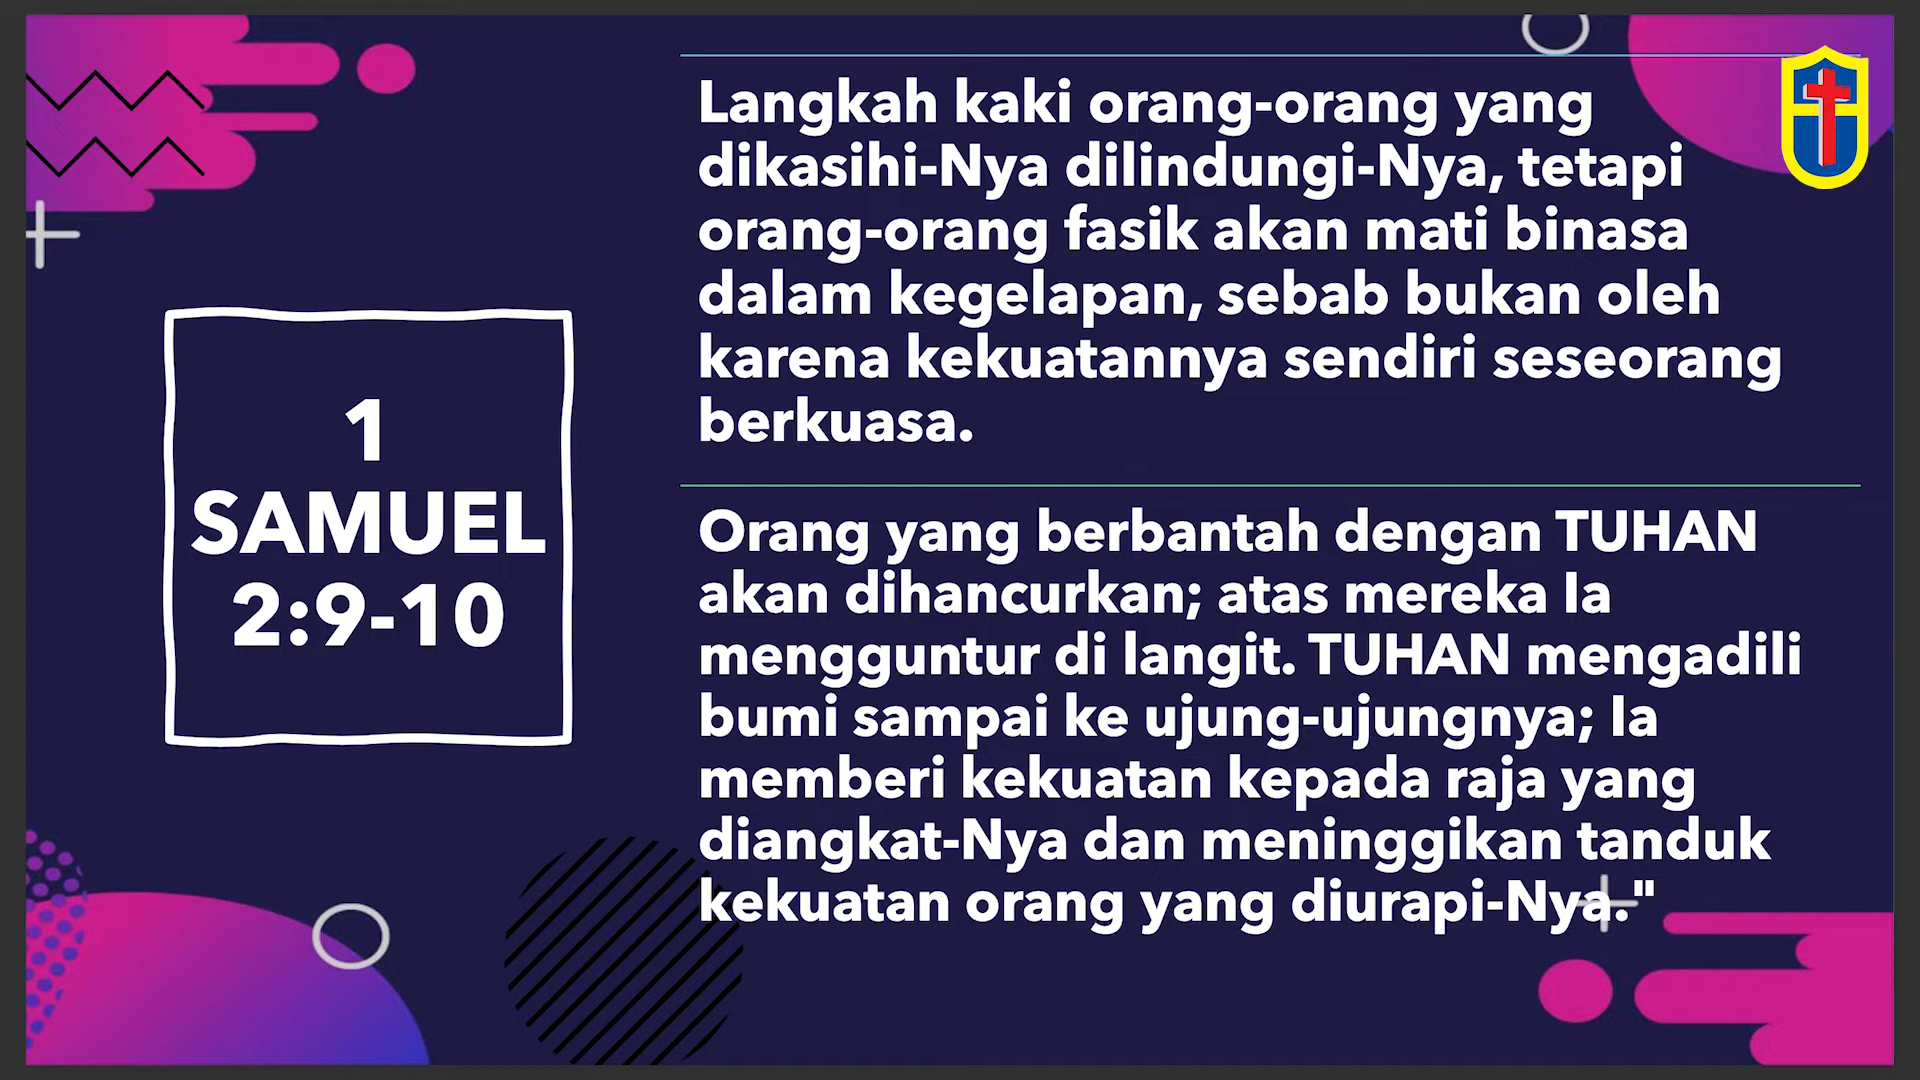 1
SAMUEL
2:9-10
Langkah kaki orang-orang yang
dikasihi-Nya dilindungi-Nya, tetapi
orang-orang fasik akan mati binasa
dalam kegelapan, sebab bukan oleh
karena kekuatannya sendiri seseorang
berkuasa.
Orang yang berbantah dengan TUHAN
akan dihancurkan; atas mereka Ia
mengguntur di langit. TUHAN mengadili
bumi sampai ke ujung-ujungnya; Ia
memberi kekuatan kepada raja yang
diangkat-Nya dan meninggikan tanduk
kekuatan orang yang diurapi-Nya."